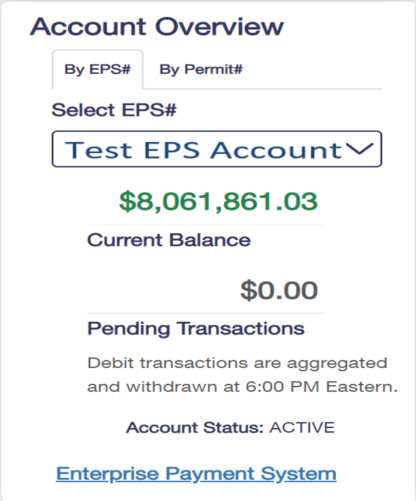 Account Overview
By EPS# By Permit#
Select EPS#
Test EPS Account
$8,061,861.03
Current Balance
$0.00
Pending Transactions
Debit transactions are aggregated
and withdrawn at 6:00 PM Eastern.
Account Status: ACTIVE
Enterprise Payment System